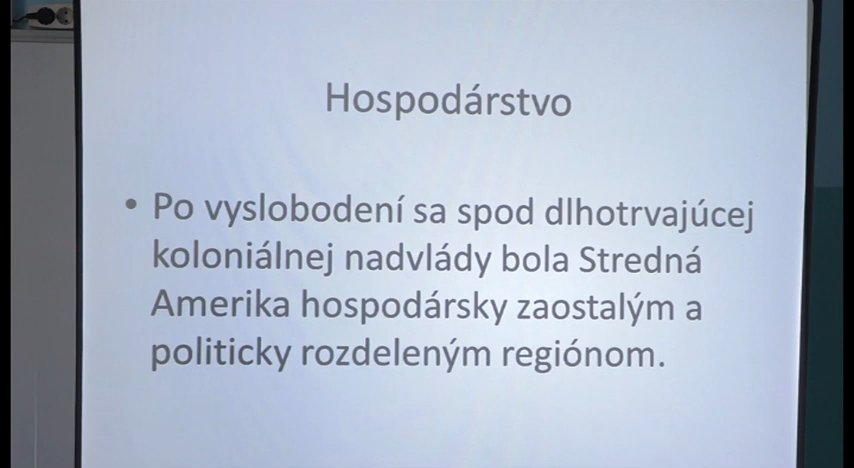 Hospodárstvo
• Po vyslobodení sa spod dlhotrvajúcej
koloniálnej nadvlády bola Stredná
Amerika hospodársky zaostalým a
politicky rozdeleným regiónom.